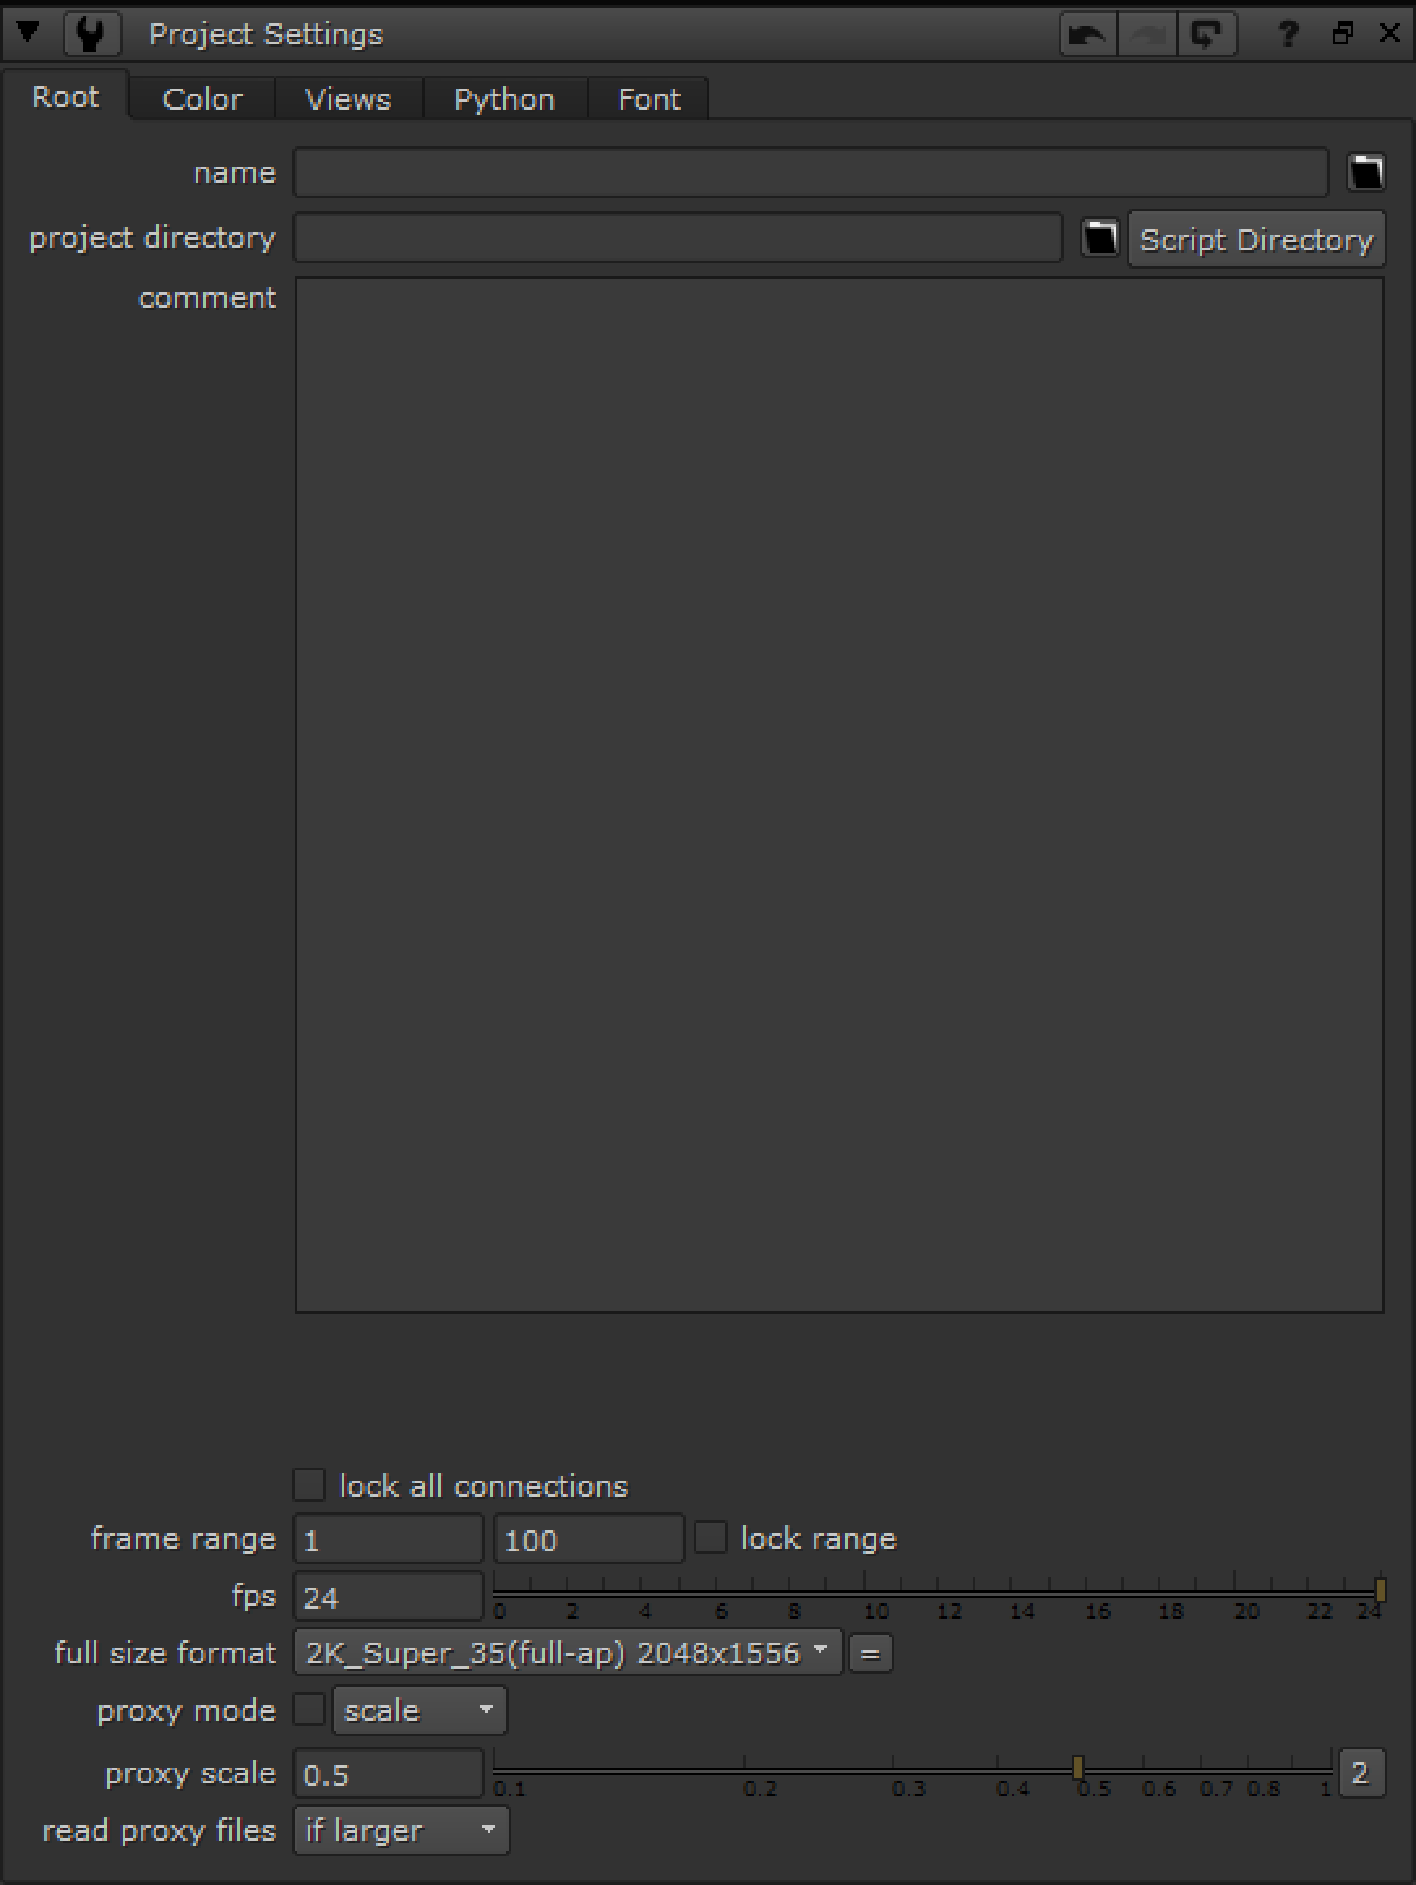 Project Settings ?
Root Color Views Python Font
name
project directory Script Directory
comment
lock all connections
frame range 1 100 lock range
fps 24 0 2 4 6 8 10 12 14 16 18 20 22 24
full size format 2K_Super_35(full-ap) 2048x1556 =
proxy mode scale
proxy scale 0.5 0.1 0.2 0.3 0.4 0.5 0.6 0.7 0.8 1 2
read proxy files if larger